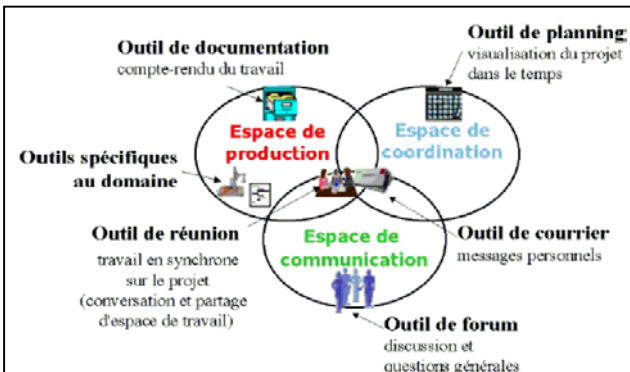 Outil de documentation
compte-rendu du travail
Outil de planning:
visualisation du projet
dans le temps
Espace de
production
Espace de
coordination
Outils spécifiques
au domaine
Outil de réunion
travail en synchrone
sur le projet
(conversation et partage
d'espace de travail)
Espace de
communication
Outil de courrier
messages personnels
Outil de forum
discussion et
questions générales